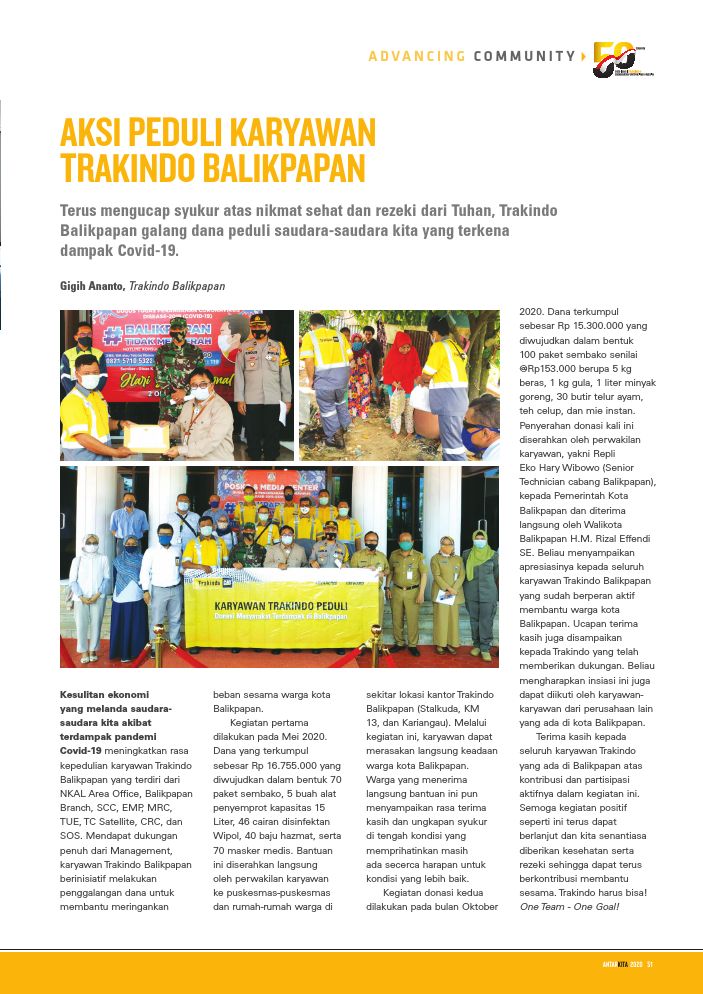 ADVANCING COMMUNITY
50
AKSI PEDULI KARYAWAN
TRAKINDO BALIKPAPAN
Terus mengucap syukur atas nikmat sehat dan rezeki dari Tuhan, Trakindo
Balikpapan galang dana peduli saudara-saudara kita yang terkena
dampak Covid-19.
Gigih Ananto, Trakindo Balikpapan
DISEASE-2019 (COVID-19)
#BALIKPAPAN
TIDAK MENYERAH
POSKO & MEDIA CENTER
Trakindo CAT
KARYAWAN TRAKINDO PEDULI
Donasi Masyarakat Terdampak di Balikpapan
Kesulitan ekonomi
yang melanda saudara-
saudara kita akibat
terdampak pandemi
Covid-19 meningkatkan rasa
kepedulian karyawan Trakindo
Balikpapan yang terdiri dari
NKAL Area Office, Balikpapan
Branch, SCC, EMP, MRC,
TUE, TC Satellite, CRC, dan
SOS. Mendapat dukungan
penuh dari Management,
karyawan Trakindo Balikpapan
berinisiatif melakukan
penggalangan dana untuk
membantu meringankan
beban sesama warga kota
Balikpapan.
Kegiatan pertama
dilakukan pada Mei 2020.
Dana yang terkumpul
sebesar Rp 16.755.000 yang
diwujudkan dalam bentuk 70
paket sembako, 5 buah alat
penyemprot kapasitas 15
Liter, 46 cairan disinfektan
Wipol, 40 baju hazmat, serta
70 masker medis. Bantuan
ini diserahkan langsung
oleh perwakilan karyawan
ke puskesmas-puskesmas
dan rumah-rumah warga di
sekitar lokasi kantor Trakindo
Balikpapan (Stalkuda, KM
13, dan Kariangau). Melalui
kegiatan ini, karyawan dapat
merasakan langsung keadaan
warga kota Balikpapan.
Warga yang menerima
langsung bantuan ini pun
menyampaikan rasa terima
kasih dan ungkapan syukur
di tengah kondisi yang
memprihatinkan masih
ada secerca harapan untuk
kondisi yang lebih baik.
Kegiatan donasi kedua
dilakukan pada bulan Oktober
2020. Dana terkumpul
sebesar Rp 15.300.000 yang
diwujudkan dalam bentuk
100 paket sembako senilai
@Rp153.000 berupa 5 kg
beras, 1 kg gula, 1 liter minyak
goreng, 30 butir telur ayam,
teh celup, dan mie instan.
Penyerahan donasi kali ini
diserahkan oleh perwakilan
karyawan, yakni Repli
Eko Hary Wibowo (Senior
Technician cabang Balikpapan),
kepada Pemerintah Kota
Balikpapan dan diterima
langsung oleh Walikota
Balikpapan H.M. Rizal Effendi
SE. Beliau menyampaikan
apresiasinya kepada seluruh
karyawan Trakindo Balikpapan
yang sudah berperan aktif
membantu warga kota
Balikpapan. Ucapan terima
kasih juga disampaikan
kepada Trakindo yang telah
memberikan dukungan. Beliau
mengharapkan insiasi ini juga
dapat diikuti oleh karyawan-
karyawan dari perusahaan lain
yang ada di kota Balikpapan.
Terima kasih kepada
seluruh karyawan Trakindo
yang ada di Balikpapan atas
kontribusi dan partisipasi
aktifnya dalam kegiatan ini.
Semoga kegiatan positif
seperti ini terus dapat
berlanjut dan kita senantiasa
diberikan kesehatan serta
rezeki sehingga dapat terus
berkontribusi membantu
sesama. Trakindo harus bisa!
One Team - One Goal!
ANTARKITA 2020 51